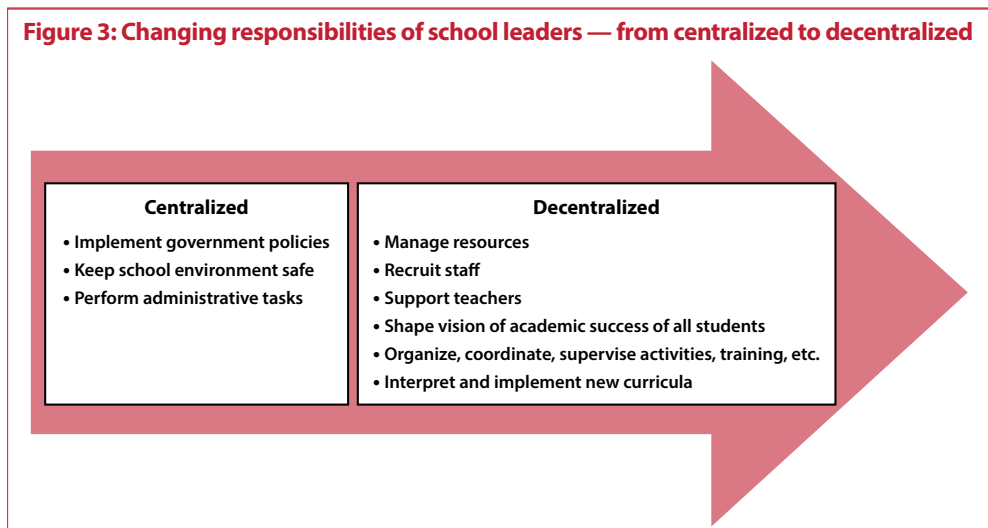 Figure 3: Changing responsibilities of school leaders — from centralized to decentralized
Centralized
• Implement government policies
• Keep school environment safe
• Perform administrative tasks
Decentralized
• Manage resources
• Recruit staff
• Support teachers
• Shape vision of academic success of all students
• Organize, coordinate, supervise activities, training, etc.
• Interpret and implement new curricula